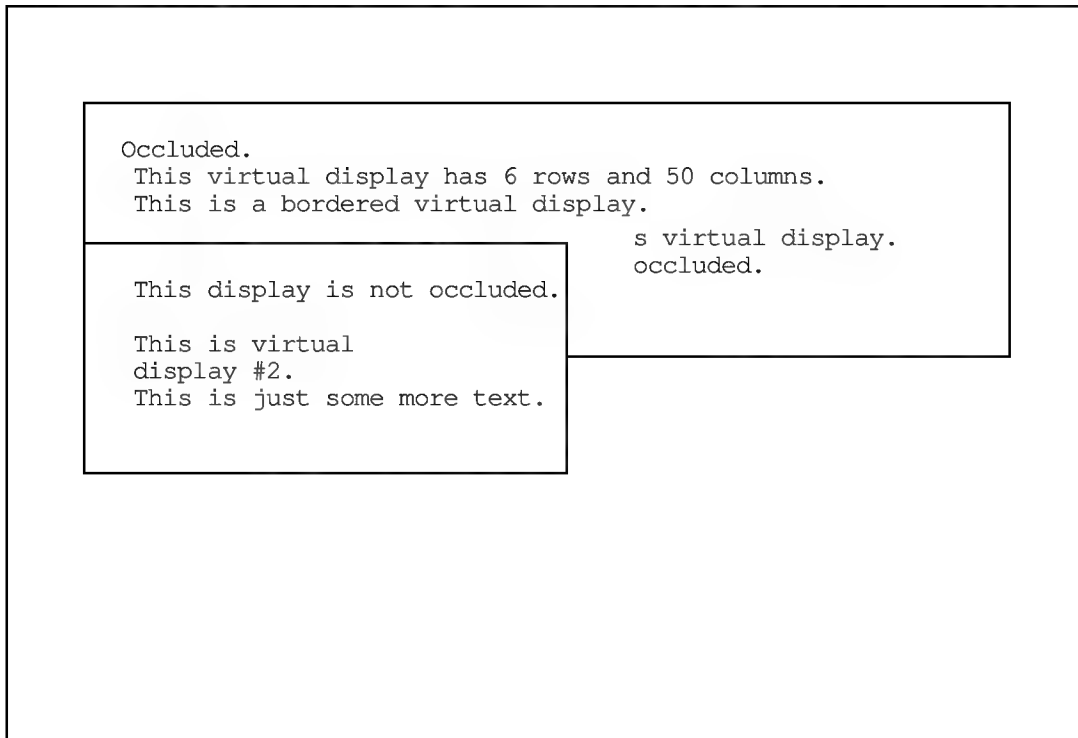 Occluded.
This virtual display has 6 rows and 50 columns.
This is a bordered virtual display.
s virtual display.
occluded.
This display is not occluded.
This is virtual
display #2.
This is just some more text.